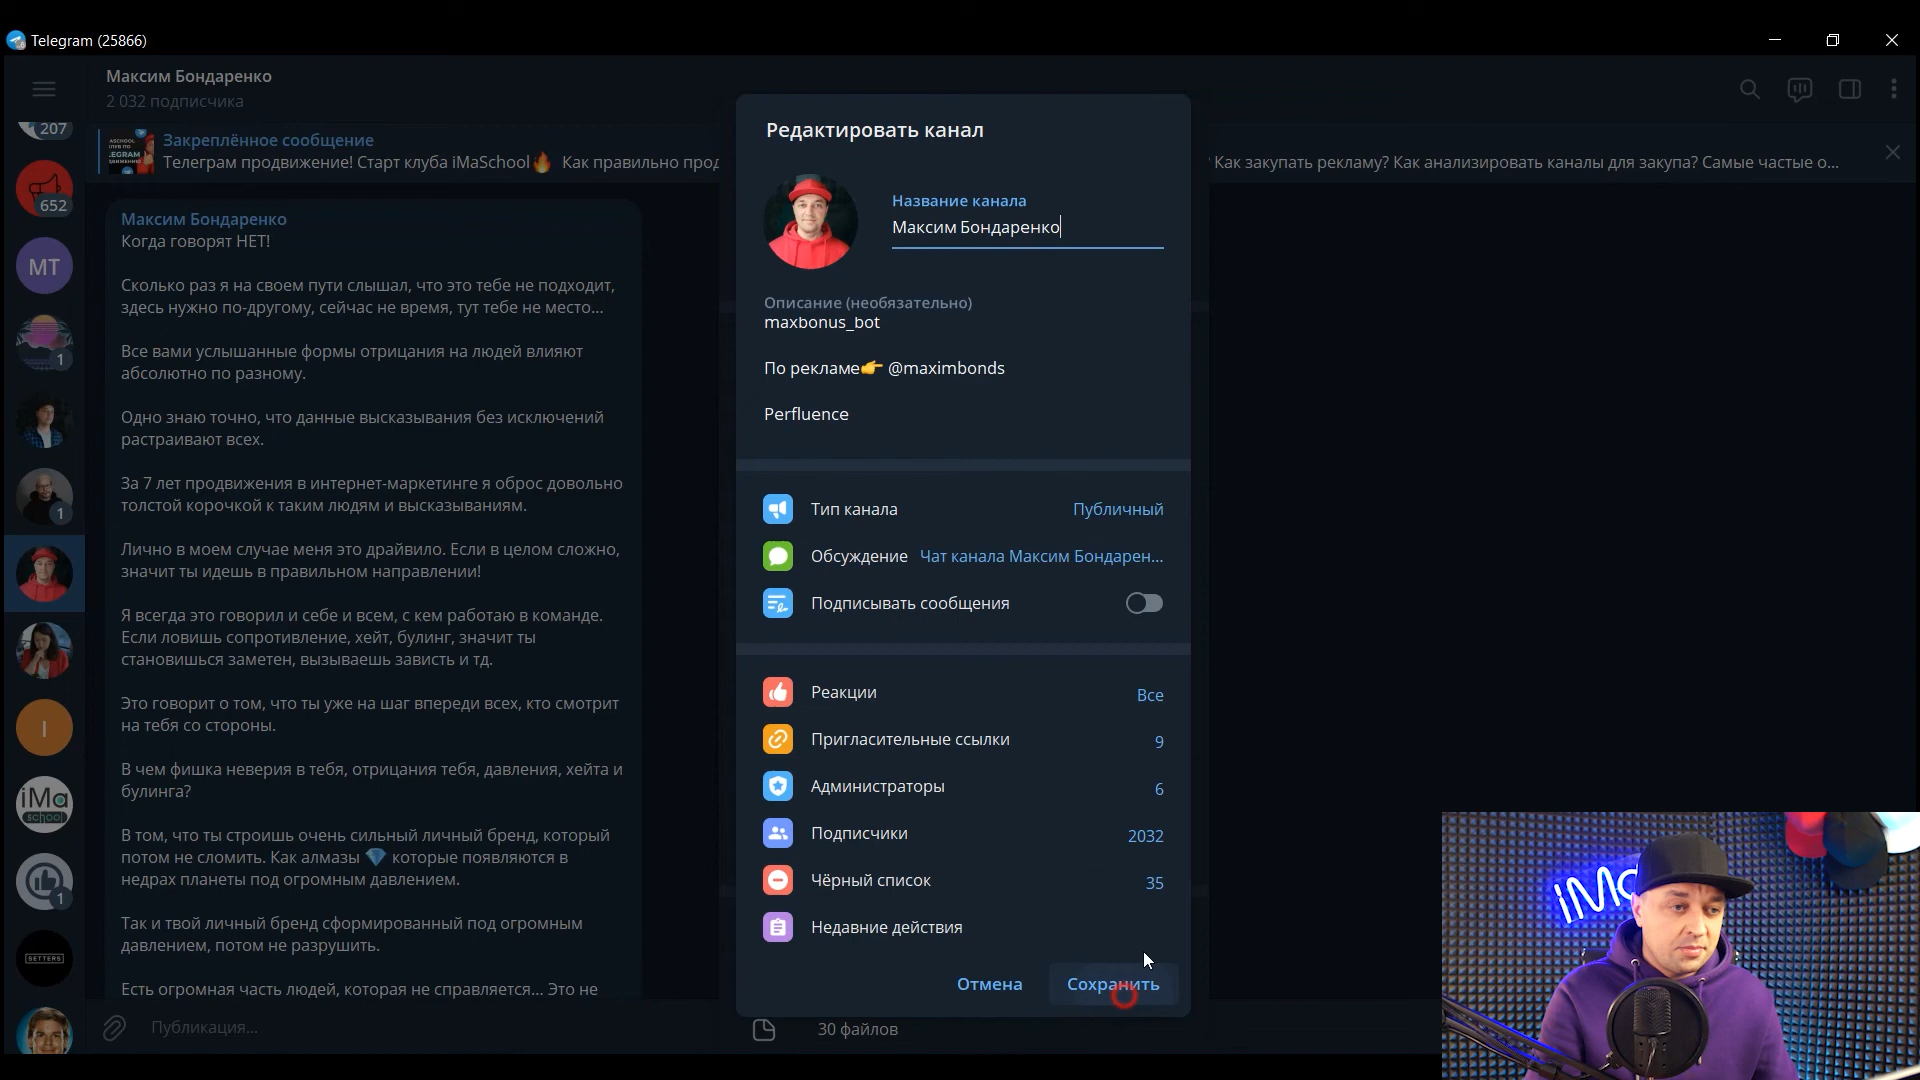 Telegram (25866)
Максим Бондаренко
2 032 подписчика
Закреплённое сообщение
Телеграм продвижение! Старт клуба iMaSchool🔥 Как правильно прод
? Как закупать рекламу? Как анализировать каналы для закупа? Самые частые о...
207
652
МТ
1
1
I
iMa
school
1
SETTERS
Максим Бондаренко
Когда говорят НЕТ!
Сколько раз я на своем пути слышал, что это тебе не подходит,
здесь нужно по-другому, сейчас не время, тут тебе не место...
Все вами услышанные формы отрицания на людей влияют
абсолютно по разному.
Одно знаю точно, что данные высказывания без исключений
растраивают всех.
За 7 лет продвижения в интернет-маркетинге я оброс довольно
толстой корочкой к таким людям и высказываниям.
Лично в моем случае меня это драйвило. Если в целом сложно,
значит ты идешь в правильном направлении!
Я всегда это говорил и себе и всем, с кем работаю в команде.
Если ловишь сопротивление, хейт, булинг, значит ты
становишься заметен, вызываешь зависть и тд.
Это говорит о том, что ты уже на шаг впереди всех, кто смотрит
на тебя со стороны.
В чем фишка неверия в тебя, отрицания тебя, давления, хейта и
булинга?
В том, что ты строишь очень сильный личный бренд, который
потом не сломить. Как алмазы 💎 которые появляются в
недрах планеты под огромным давлением.
Так и твой личный бренд сформированный под огромным
давлением, потом не разрушить.
Есть огромная часть людей, которая не справляется... Это не
Публикация...
Редактировать канал
Название канала
Максим Бондаренко
Описание (необязательно)
maxbonus_bot
По рекламе👉 @maximbonds
Perfluence
Тип канала Публичный
Обсуждение Чат канала Максим Бондарен...
Подписывать сообщения
Реакции Все
Пригласительные ссылки 9
Администраторы 6
Подписчики 2032
Чёрный список 35
Недавние действия
Отмена Сохранить
30 файлов